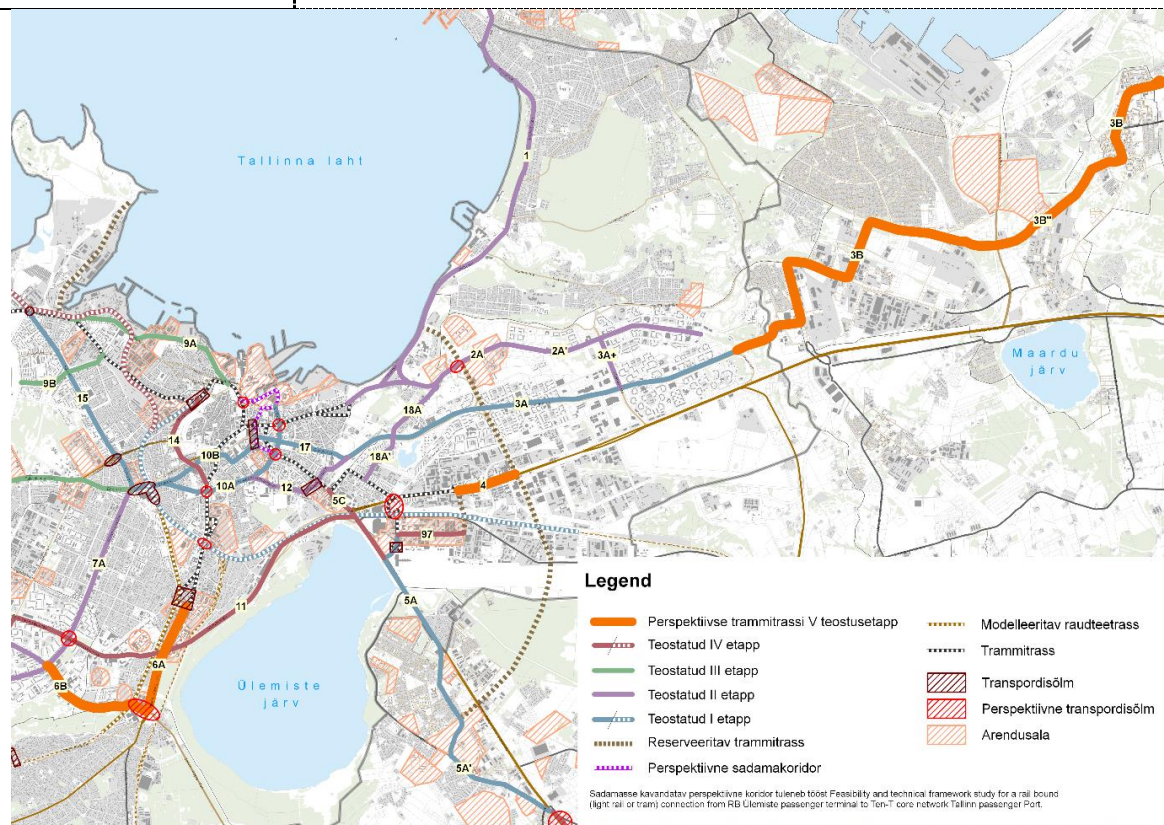 Tallinna laht
1
3B
3B"
3B
9A
2A
2A'
3A+
Maardu
järv
9B
15
18A
3A
14
17
10B
18A'
10A
12
4
5C
97
7A
11
5A
6A
6B
Ülemiste
järv
5A'
Legend
Perspektiivse trammitrassi V teostusetapp
Teostatud IV etapp
Teostatud III etapp
Teostatud II etapp
Teostatud I etapp
Reserveeritav trammitrass
Perspektiivne sadamakoridor
Modelleeritav raudteetrass
Trammitrass
Transpordisõlm
Perspektiivne transpordisõlm
Arendusala
Sadamasse kavandatav perspektiivne koridor tuleneb tööst Feasibility and technical framework study for a rail bound
(light rail or tram) connection from RB Ülemiste passenger terminal to Ten-T core network Tallinn passenger Port.